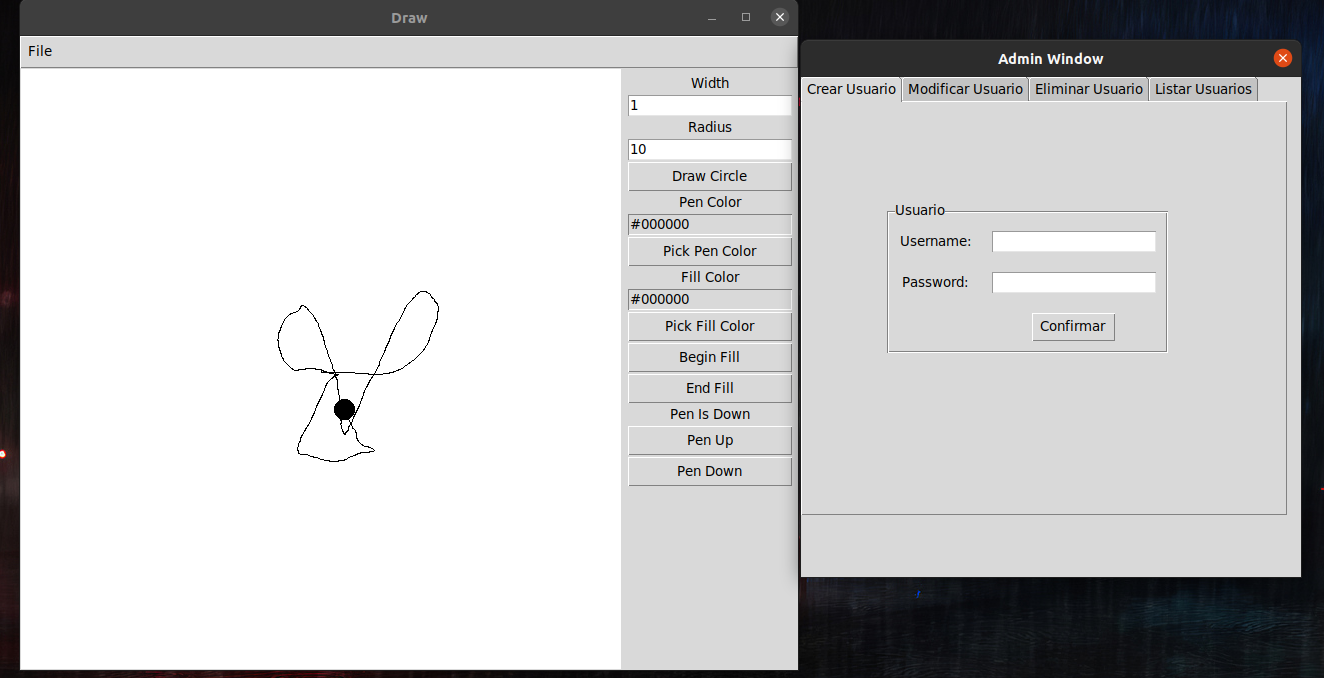 Draw
File
Width
1
Radius
10
Draw Circle
Pen Color
#000000
Pick Pen Color
Fill Color
#000000
Pick Fill Color
Begin Fill
End Fill
Pen Is Down
Pen Up
Pen Down
Admin Window
Crear Usuario Modificar Usuario Eliminar Usuario Listar Usuarios
Usuario
Username:
Password:
Confirmar